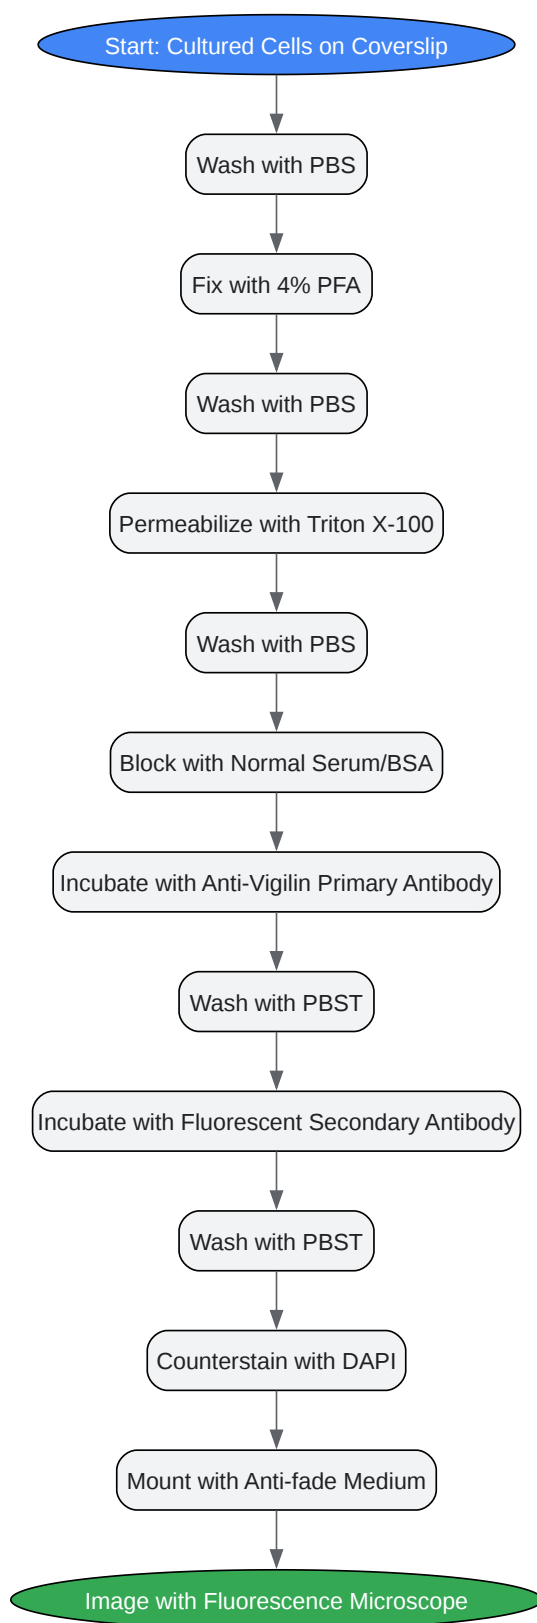 Start: Cultured Cells on Coverslip
Wash with PBS
Fix with 4% PFA
Wash with PBS
Permeabilize with Triton X-100
Wash with PBS
Block with Normal Serum/BSA
Incubate with Anti-Vigilin Primary Antibody
Wash with PBST
Incubate with Fluorescent Secondary Antibody
Wash with PBST
Counterstain with DAPI
Mount with Anti-fade Medium
Image with Fluorescence Microscope